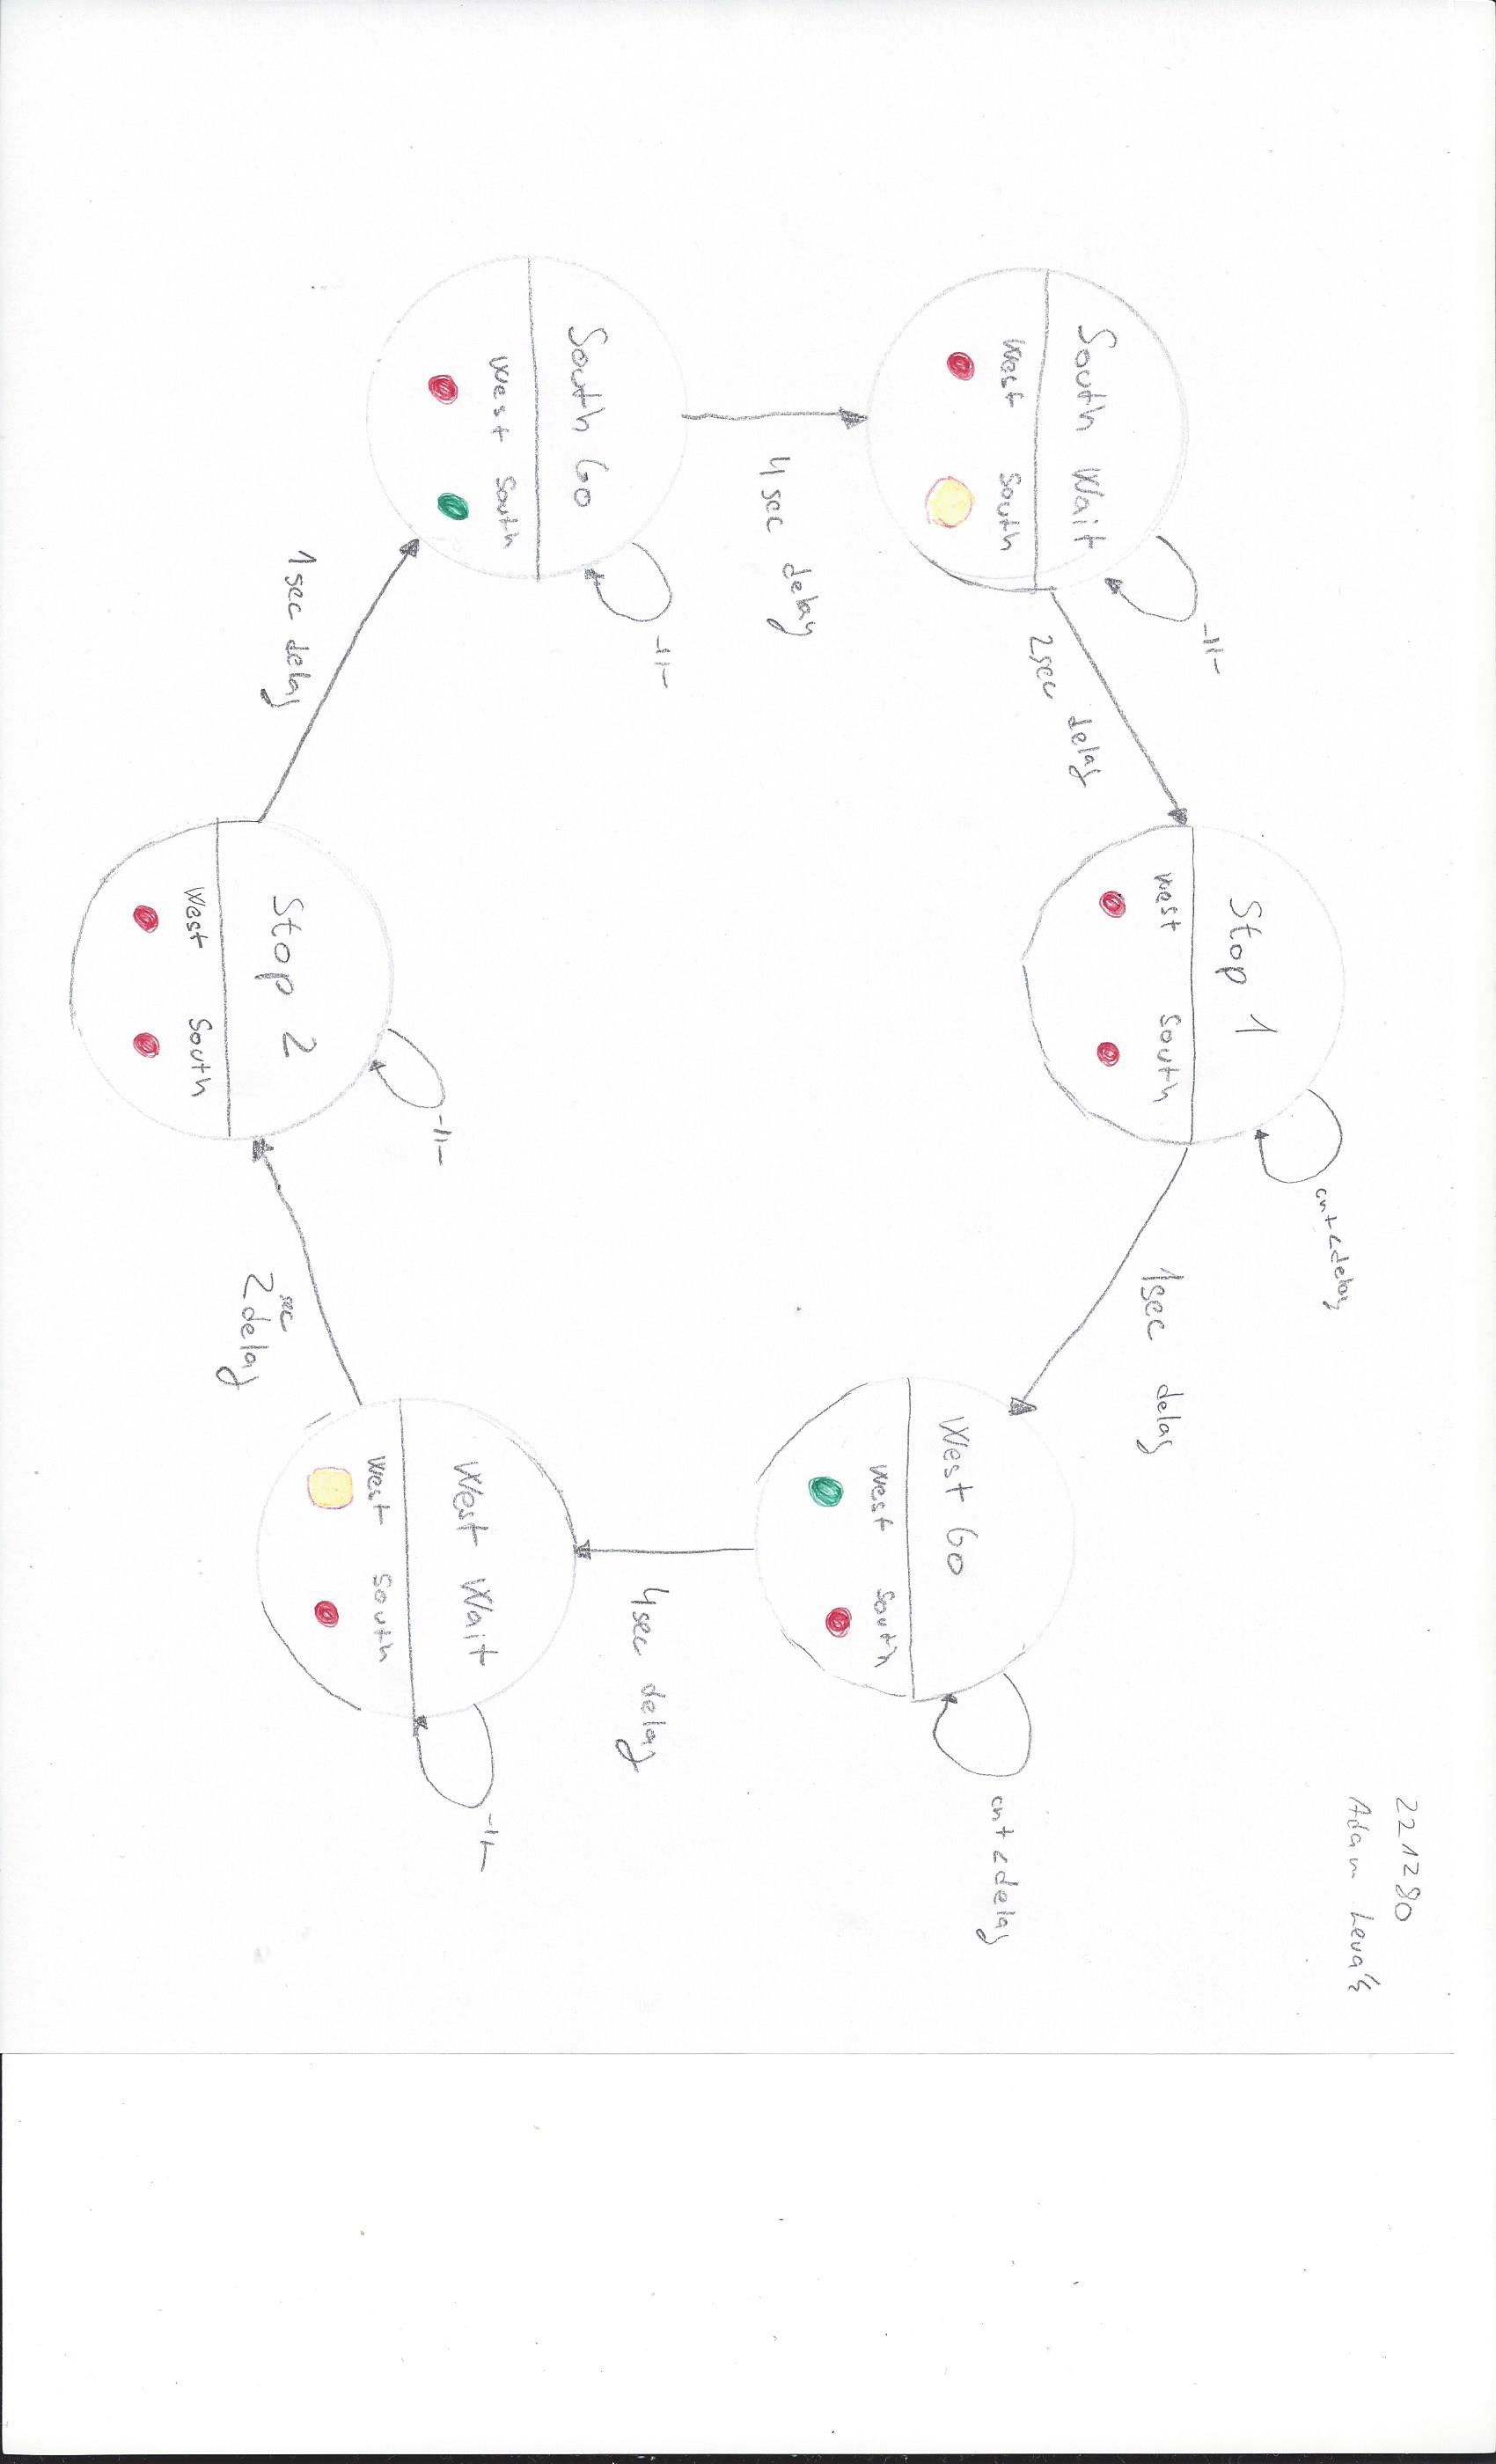 221280
Adam Levák
Stop 1
West South
cnt < delay
1sec delay
West Go
West South
cnt < delay
4sec delay
West Wait
West South
-11-
sec
2 delay
Stop 2
West South
-11-
1sec delay
South Go
West South
-11-
4 sec delay
South Wait
West South
-11-
2sec delay